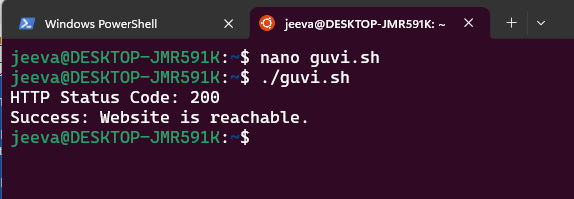 Windows PowerShell
jeeva@DESKTOP-JMR591K: ~
jeeva@DESKTOP-JMR591K:~$ nano guvi.sh
jeeva@DESKTOP-JMR591K:~$ ./guvi.sh
HTTP Status Code: 200
Success: Website is reachable.
jeeva@DESKTOP-JMR591K:~$